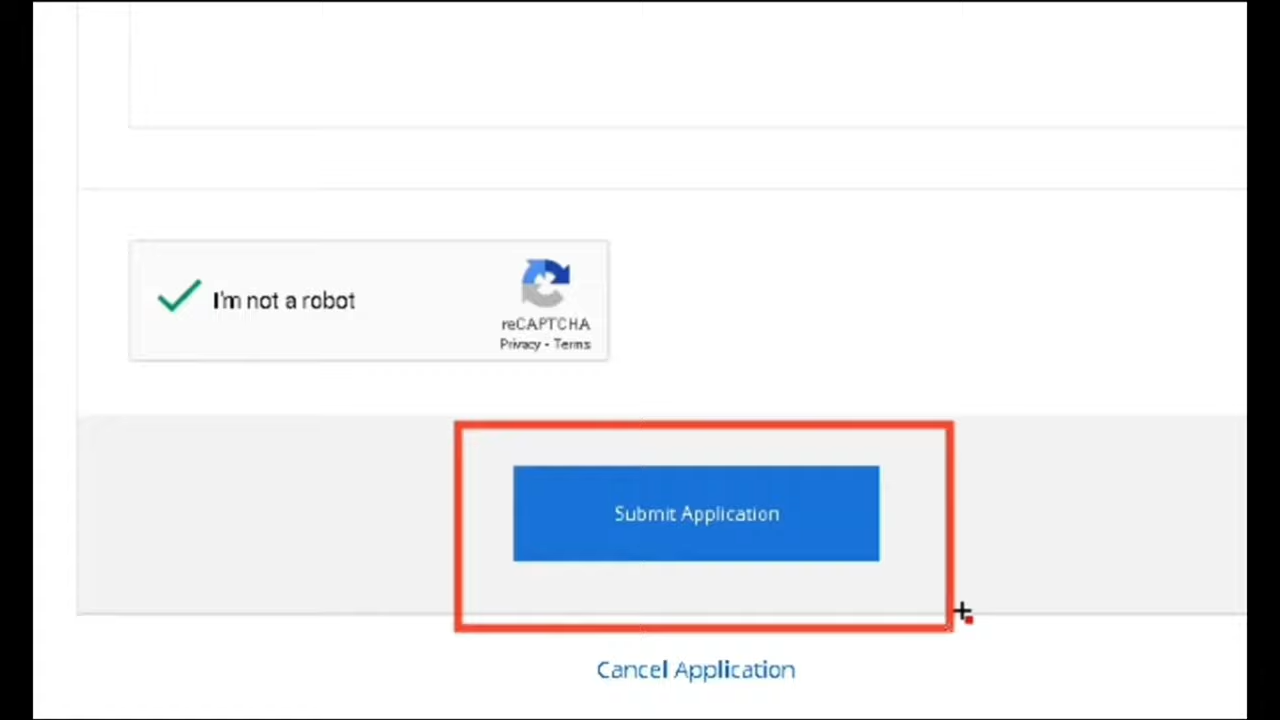 I'm not a robot
reCAPTCHA
Privacy - Terms
Submit Application
Cancel Application